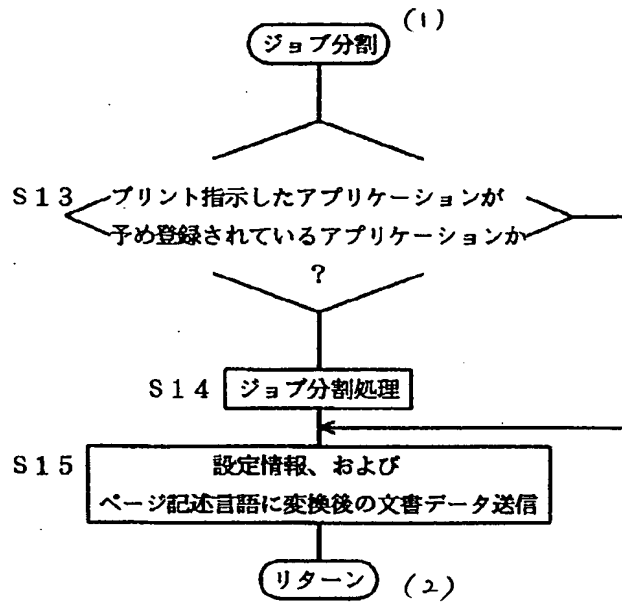 (1)
ジョブ分割
S13 プリント指示したアプリケーションが
予め登録されているアプリケーションか
?
S14 ジョブ分割処理
S15 設定情報、および
ページ記述言語に変換後の文書データ送信
リターン (2)